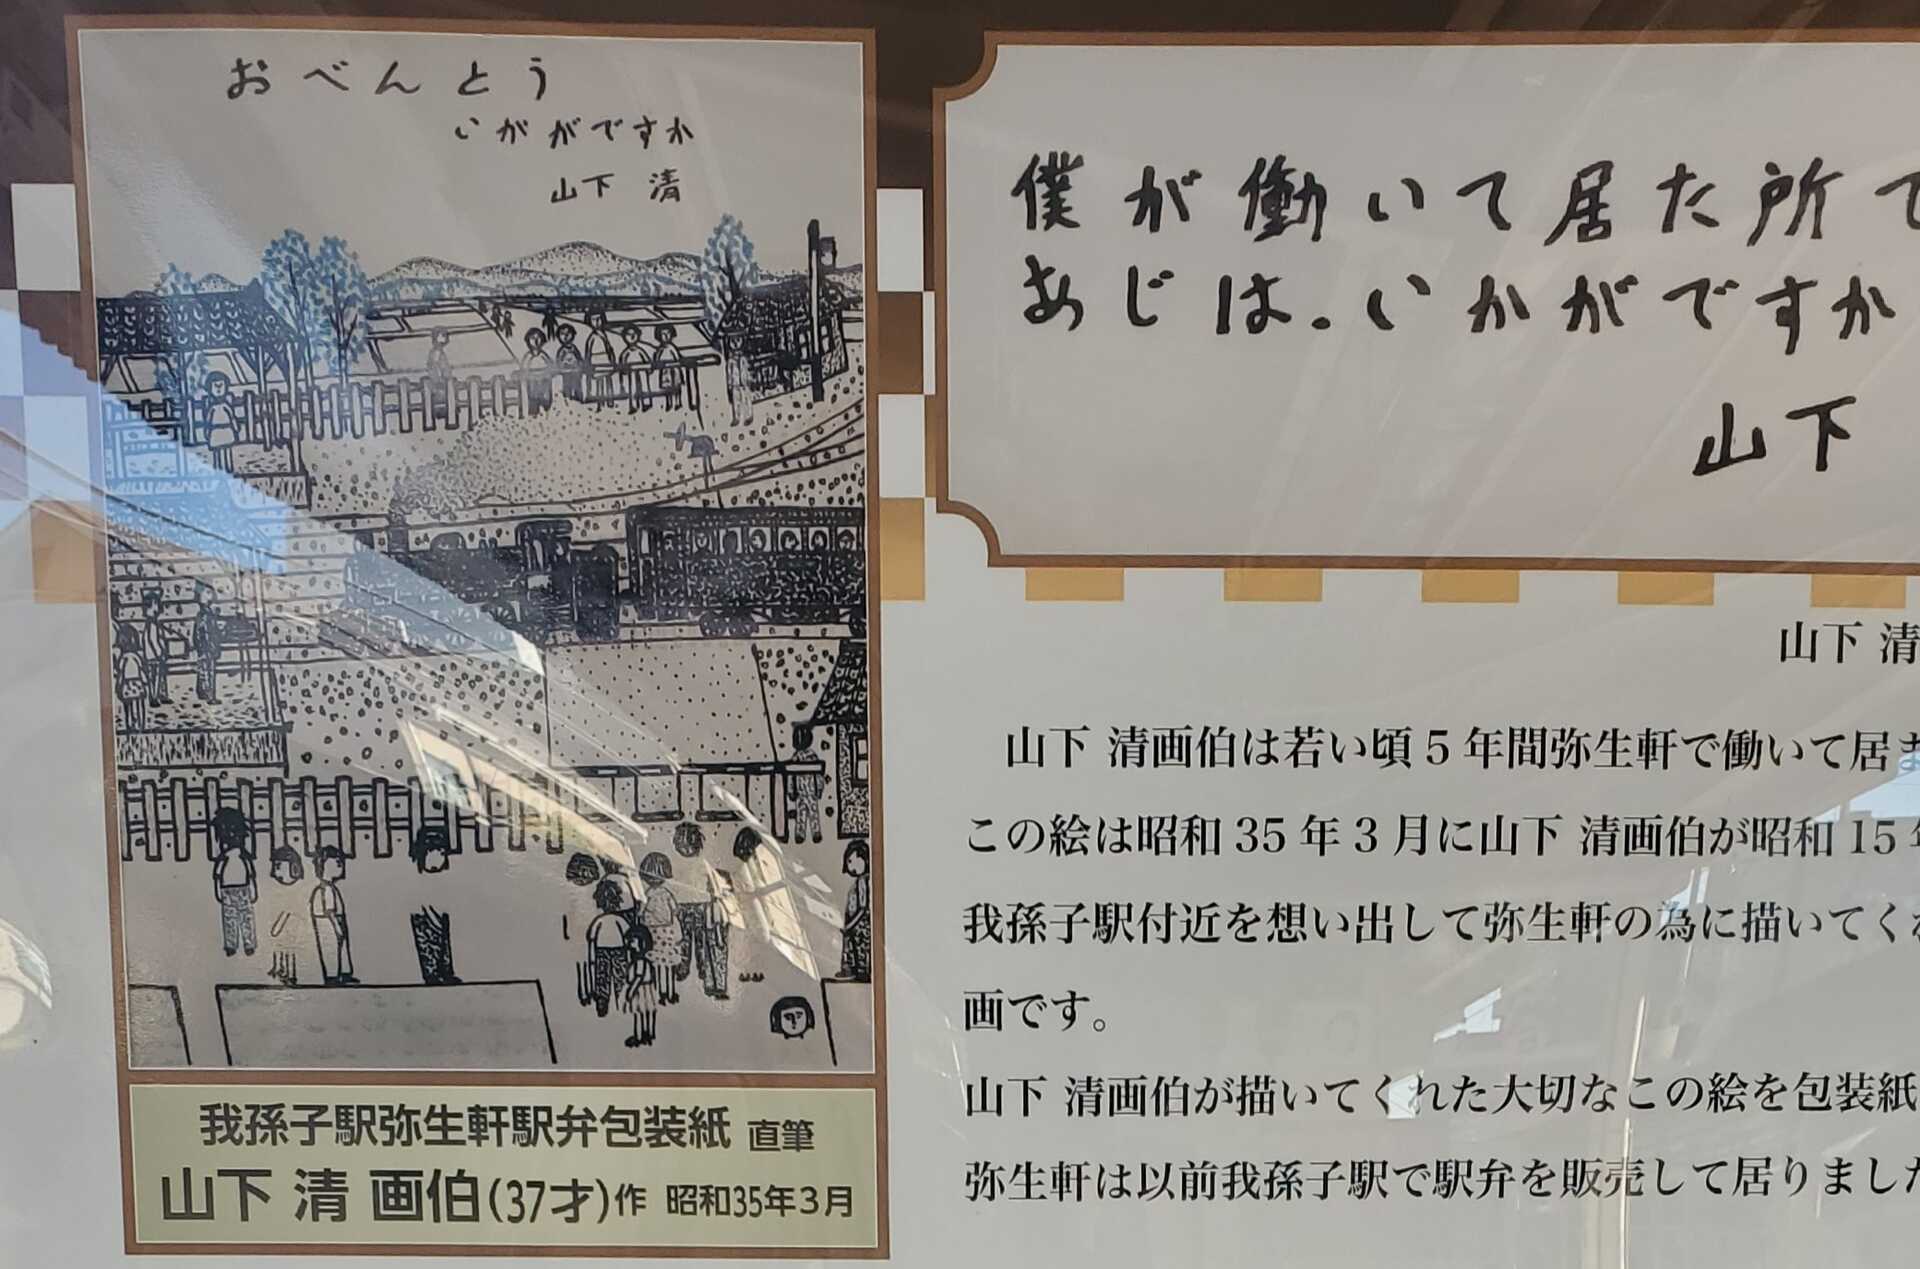 おべんとう
いかがですか
山下 清
我孫子駅弥生軒駅弁包装紙 直筆
山下 清 画伯(37才)作 昭和35年3月
僕が働いて居た所で
あじは.いかがですか
山下
山下 清
山下 清画伯は若い頃5年間弥生軒で働いて居ま
この絵は昭和35年3月に山下 清画伯が昭和15年
我孫子駅付近を想い出して弥生軒の為に描いてくれ
画です。
山下 清画伯が描いてくれた大切なこの絵を包装紙
弥生軒は以前我孫子駅で駅弁を販売して居りました